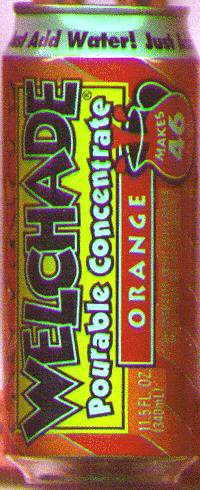 Just Add Water! Just
WELCHADE®
Pourable Concentrate
ORANGE
MAKES
46
11.5 FL. OZ.
(340mL)